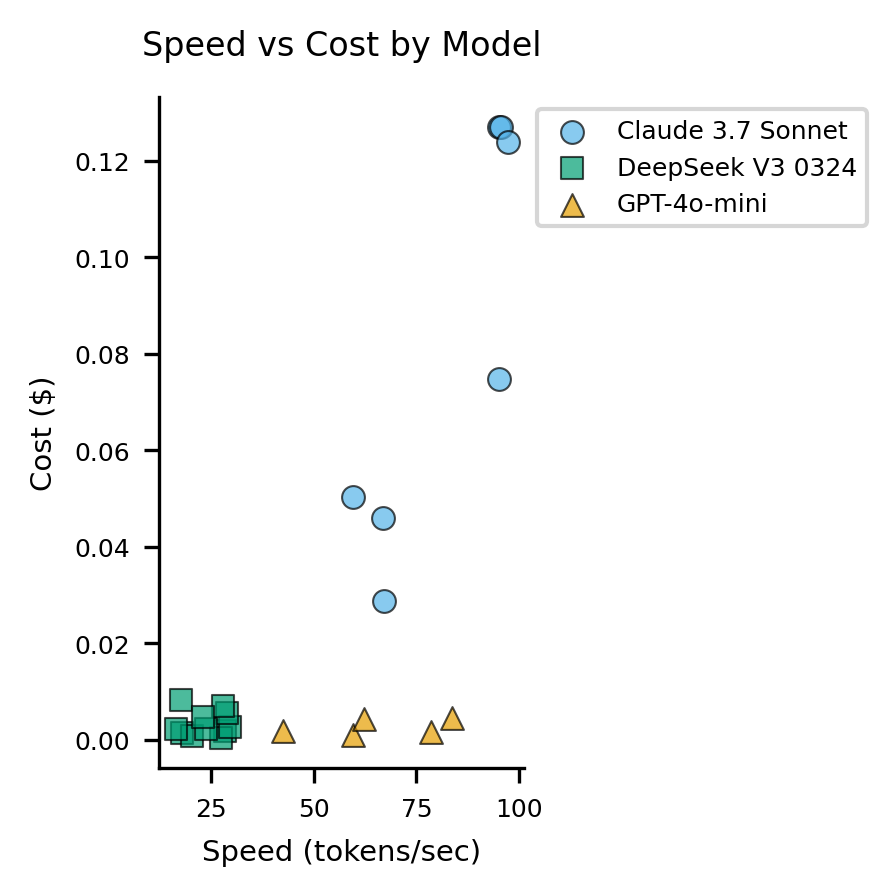 Speed vs Cost by Model
Claude 3.7 Sonnet
DeepSeek V3 0324
GPT-4o-mini
Cost ($)
0.12
0.10
0.08
0.06
0.04
0.02
0.00
25 50 75 100
Speed (tokens/sec)